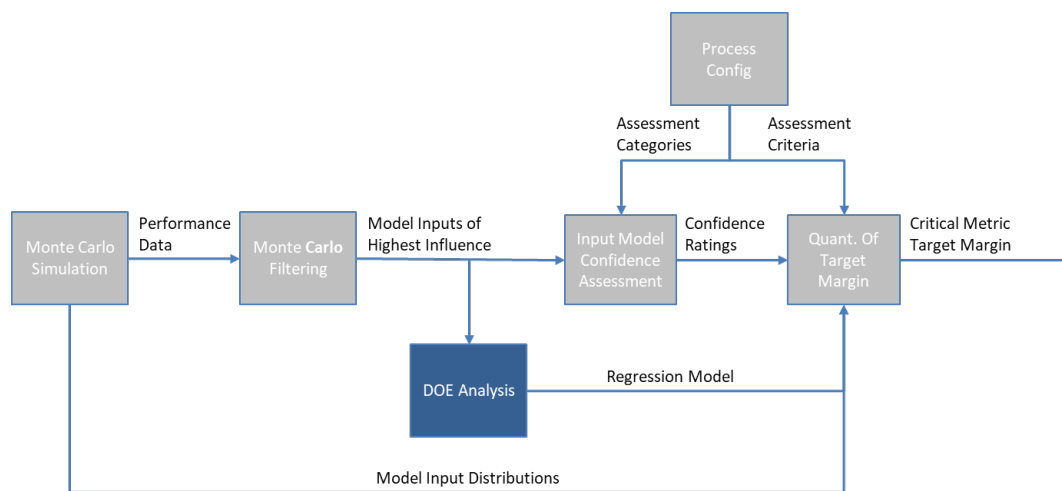 Process
Config
Assessment
Categories
Assessment
Criteria
Monte Carlo
Simulation
Performance
Data
Monte Carlo
Filtering
Model Inputs of
Highest Influence
Input Model
Confidence
Assessment
Confidence
Ratings
Quant. Of
Target
Margin
Critical Metric
Target Margin
DOE Analysis
Regression Model
Model Input Distributions